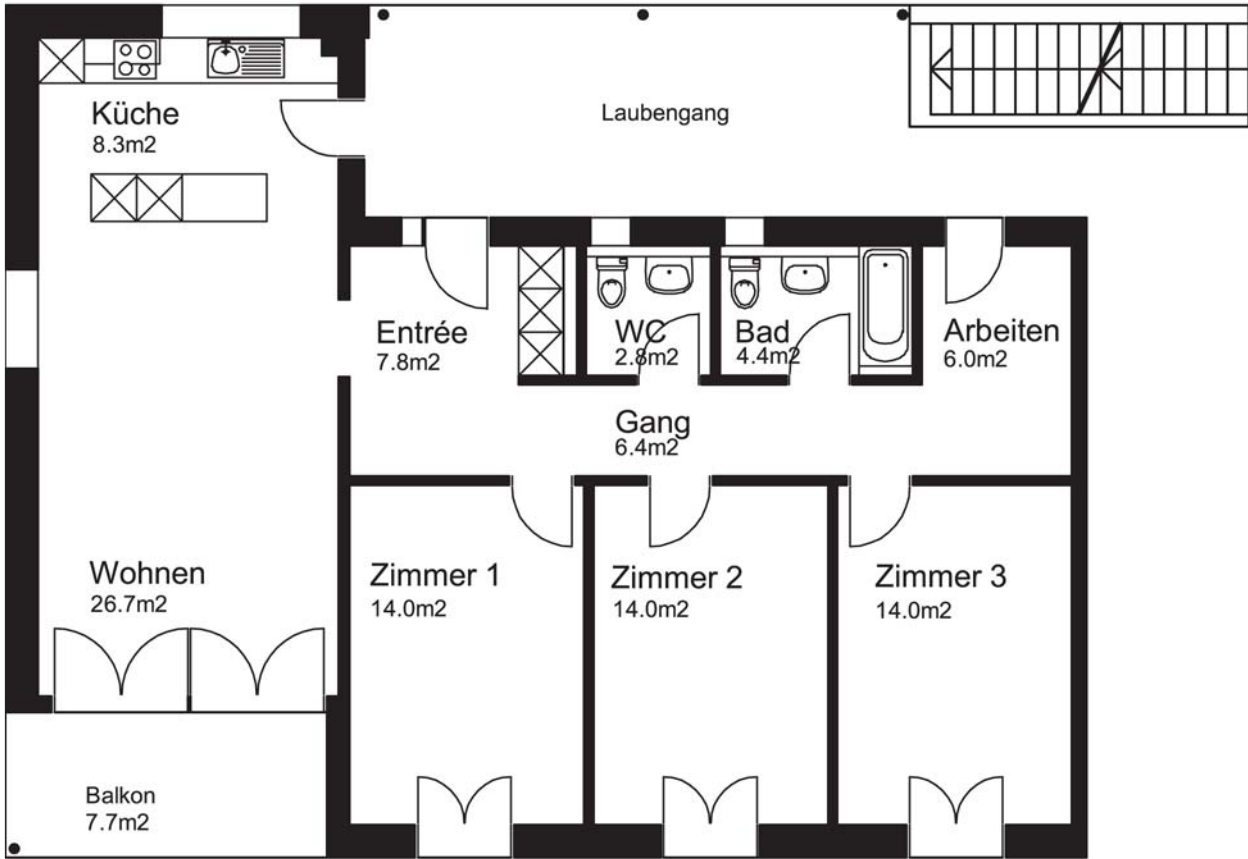 Küche
8.3m2
Laubengang
Entrée
7.8m2
WC
2.8m2
Bad
4.4m2
Arbeiten
6.0m2
Gang
6.4m2
Wohnen
26.7m2
Zimmer 1
14.0m2
Zimmer 2
14.0m2
Zimmer 3
14.0m2
Balkon
7.7m2